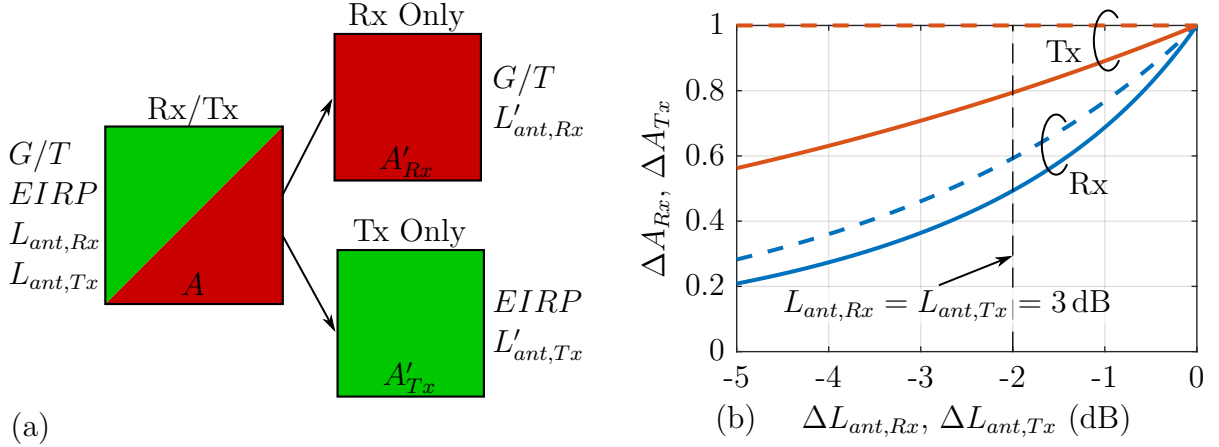 Rx Only
G/T
L′ant,Rx
A′Rx
Rx/Tx
G/T
EIRP
Lant,Rx
Lant,Tx
A
Tx Only
EIRP
L′ant,Tx
A′Tx
(a)
ΔARx, ΔATx
1
0.8
0.6
0.4
0.2
0
Tx
Rx
Lant,Rx = Lant,Tx = 3 dB
-5 -4 -3 -2 -1 0
(b) ΔLant,Rx, ΔLant,Tx (dB)